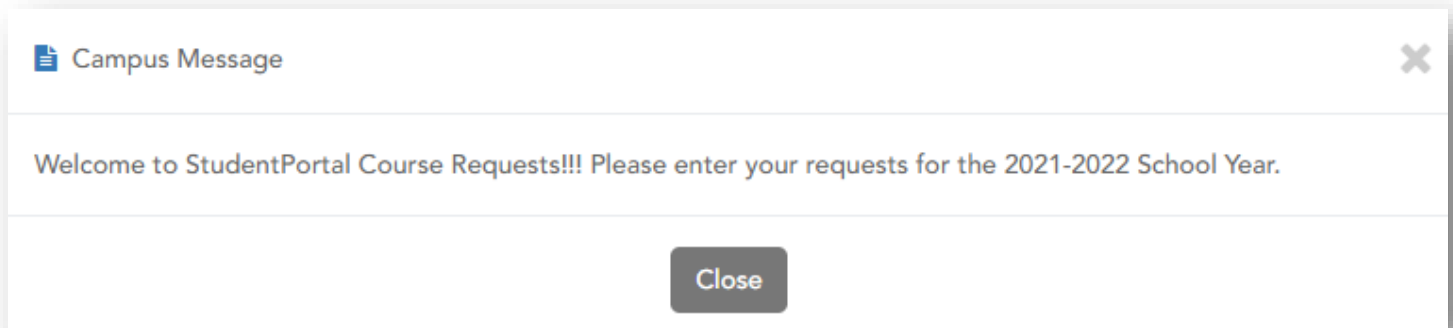 Campus Message
Welcome to StudentPortal Course Requests!!! Please enter your requests for the 2021-2022 School Year.
Close